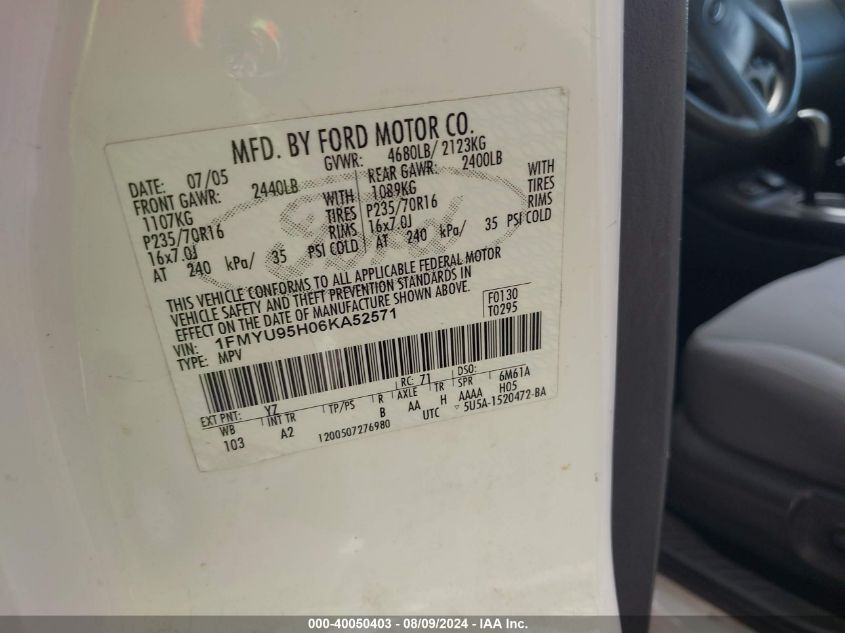 MFD. BY FORD MOTOR CO.
DATE: 07/05 GVWR: 4680LB/ 2123KG
FRONT GAWR: 2440LB REAR GAWR: 2400LB
1107KG WITH 1089KG WITH
P235/70R16 TIRES P235/70R16 TIRES
16x7.0J RIMS 16x7.0J RIMS
AT 240 kPa/ 35 PSI COLD AT 240 kPa/ 35 PSI COLD
Ford
THIS VEHICLE CONFORMS TO ALL APPLICABLE FEDERAL MOTOR
VEHICLE SAFETY AND THEFT PREVENTION STANDARDS IN
EFFECT ON THE DATE OF MANUFACTURE SHOWN ABOVE.
VIN: 1FMYU95H06KA52571 F0130
TYPE: MPV T0295
EXT PNT: YZ RC: 71 DSO:
WB INT TR TP/PS R AXLE TR SPR 6M61A
103 A2 B AA H AAAA H05
1200507276980 UTC 5U5A-1520472-BA
000-40050403 - 08/09/2024 - IAA Inc.